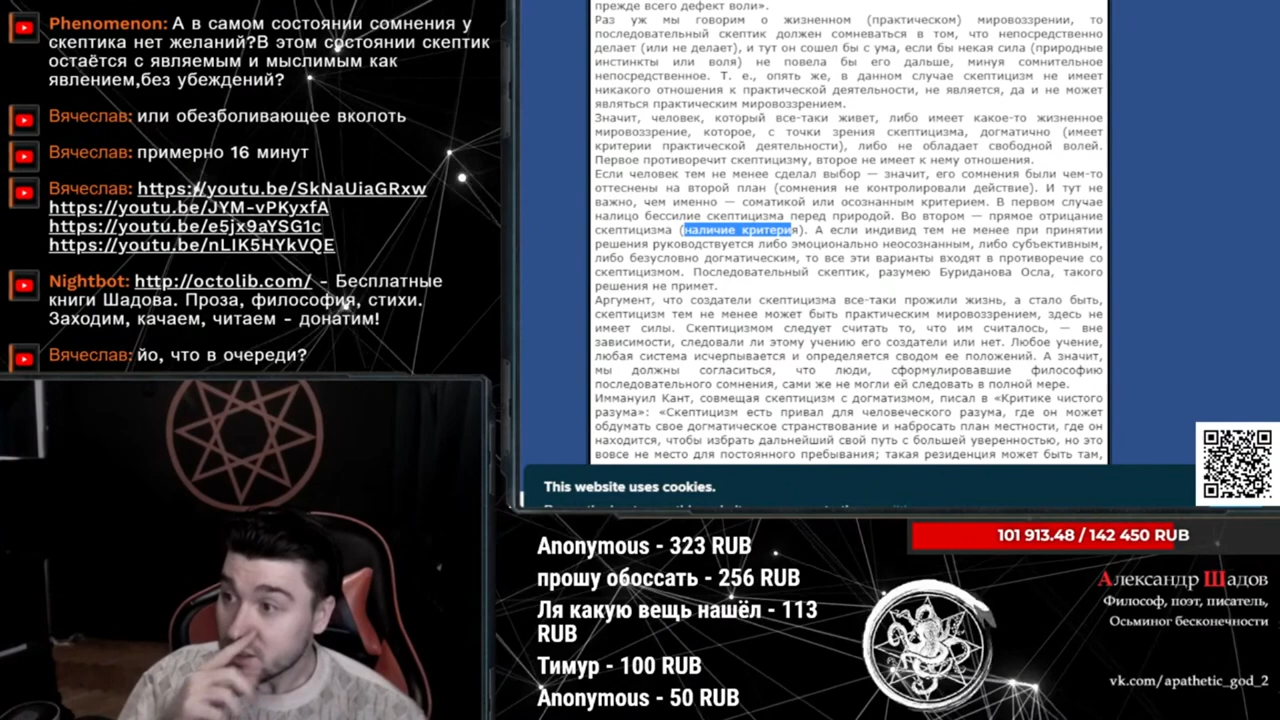 Phenomenon: А в самом состоянии сомнения у
скептика нет желаний?В этом состоянии скептик
остаётся с являемым и мыслимым как
явлением,без убеждений?
Вячеслав: или обезболивающее вколоть
Вячеслав: примерно 16 минут
Вячеслав: https://youtu.be/SkNaUiaGRxw
https://youtu.be/JYM-vPKyxfA
https://youtu.be/e5jx9aYSG1c
https://youtu.be/nLIK5HYkVQE
Nightbot: http://octolib.com/ - Бесплатные
книги Шадова. Проза, философия, стихи.
Заходим, качаем, читаем - донатим!
Вячеслав: йо, что в очереди?
прежде всего дефект воли».
Раз уж мы говорим о жизненном (практическом) мировоззрении, то
последовательный скептик должен сомневаться в том, что непосредственно
делает (или не делает), и тут он сошел бы с ума, если бы некая сила (природные
инстинкты или воля) не повела бы его дальше, минуя сомнительное
непосредственное. Т. е., опять же, в данном случае скептицизм не имеет
никакого отношения к практической деятельности, не является, да и не может
являться практическим мировоззрением.
Значит, человек, который все-таки живет, либо имеет какое-то жизненное
мировоззрение, которое, с точки зрения скептицизма, догматично (имеет
критерии практической деятельности), либо не обладает свободной волей.
Первое противоречит скептицизму, второе не имеет к нему отношения.
Если человек тем не менее сделал выбор — значит, его сомнения были чем-то
оттеснены на второй план (сомнения не контролировали действие). И тут не
важно, чем именно — соматикой или осознанным критерием. В первом случае
налицо бессилие скептицизма перед природой. Во втором — прямое отрицание
скептицизма (наличие критерия). А если индивид тем не менее при принятии
решения руководствуется либо эмоционально неосознанным, либо субъективным,
либо безусловно догматическим, то все эти варианты входят в противоречие со
скептицизмом. Последовательный скептик, разумею Буриданова Осла, такого
решения не примет.
Аргумент, что создатели скептицизма все-таки прожили жизнь, а стало быть,
скептицизм тем не менее может быть практическим мировоззрением, здесь не
имеет силы. Скептицизмом следует считать то, что им считалось, — вне
зависимости, следовали ли этому учению его создатели или нет. Любое учение,
любая система исчерпывается и определяется сводом ее положений. А значит,
мы должны согласиться, что люди, сформулировавшие философию
последовательного сомнения, сами же не могли ей следовать в полной мере.
Иммануил Кант, совмещая скептицизм с догматизмом, писал в «Критике чистого
разума»: «Скептицизм есть привал для человеческого разума, где он может
обдумать свое догматическое странствование и набросать план местности, где он
находится, чтобы избрать дальнейший свой путь с большей уверенностью, но это
вовсе не место для постоянного пребывания; такая резиденция может быть там,
This website uses cookies.
Anonymous - 323 RUB
прошу обоссать - 256 RUB
Ля какую вещь нашёл - 113
RUB
Тимур - 100 RUB
Anonymous - 50 RUB
101 913.48 / 142 450 RUB
Александр Шадов
Философ, поэт, писатель,
Осьминог бесконечности
vk.com/apathetic_god_2